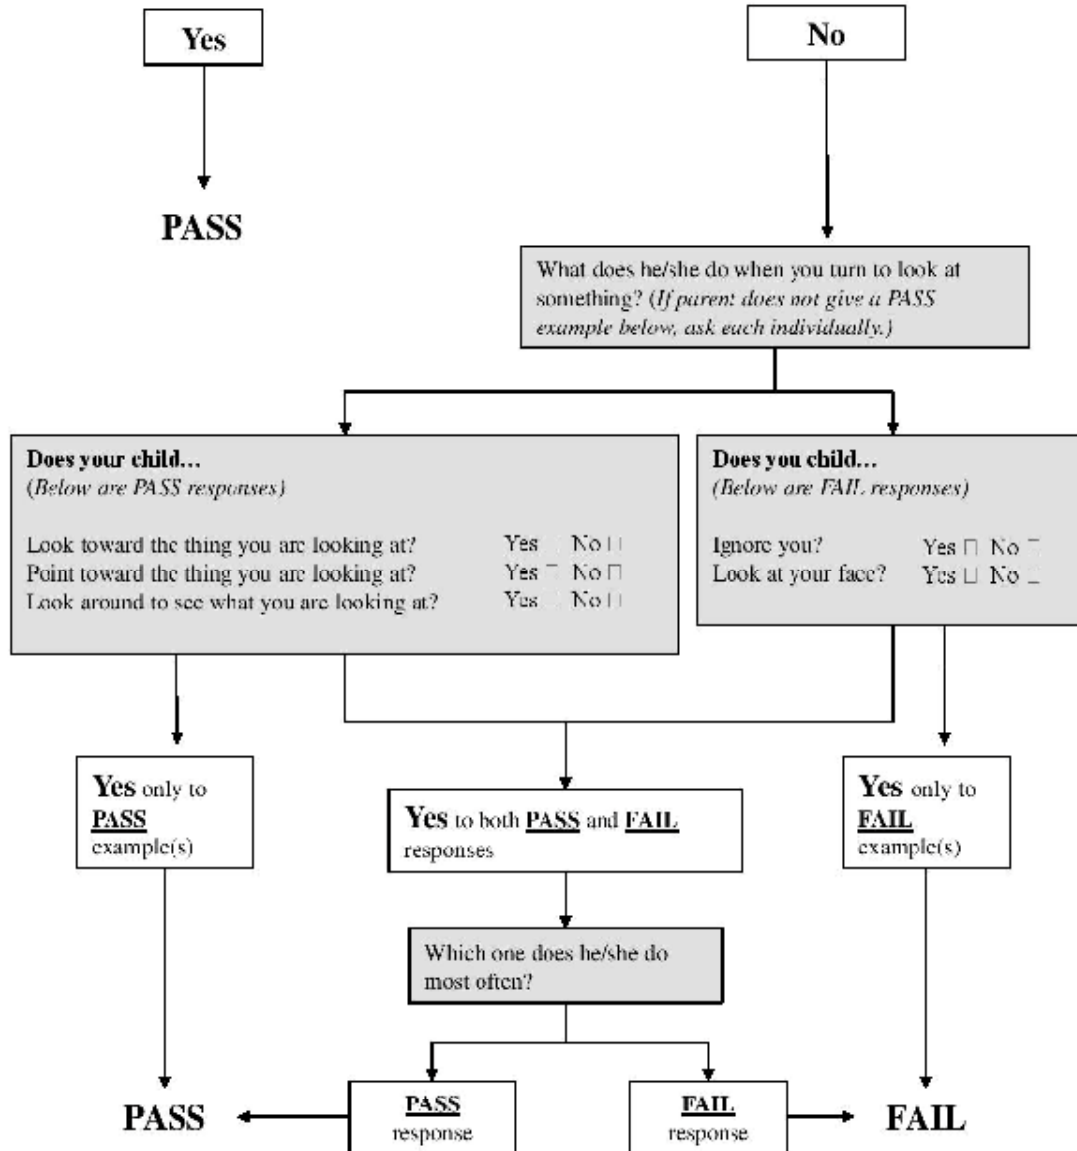 Yes
No
PASS
What does he/she do when you turn to look at
something? (If parent does not give a PASS
example below, ask each individually.)
Does your child...
(Below are PASS responses)
Look toward the thing you are looking at? Yes □ No □
Point toward the thing you are looking at? Yes □ No □
Look around to see what you are looking at? Yes □ No □
Does you child...
(Below are FAIL responses)
Ignore you? Yes □ No □
Look at your face? Yes □ No □
Yes only to
PASS
example(s)
Yes to both PASS and FAIL
responses
Yes only to
FAIL
example(s)
Which one does he/she do
most often?
PASS
PASS
response
FAIL
response
FAIL